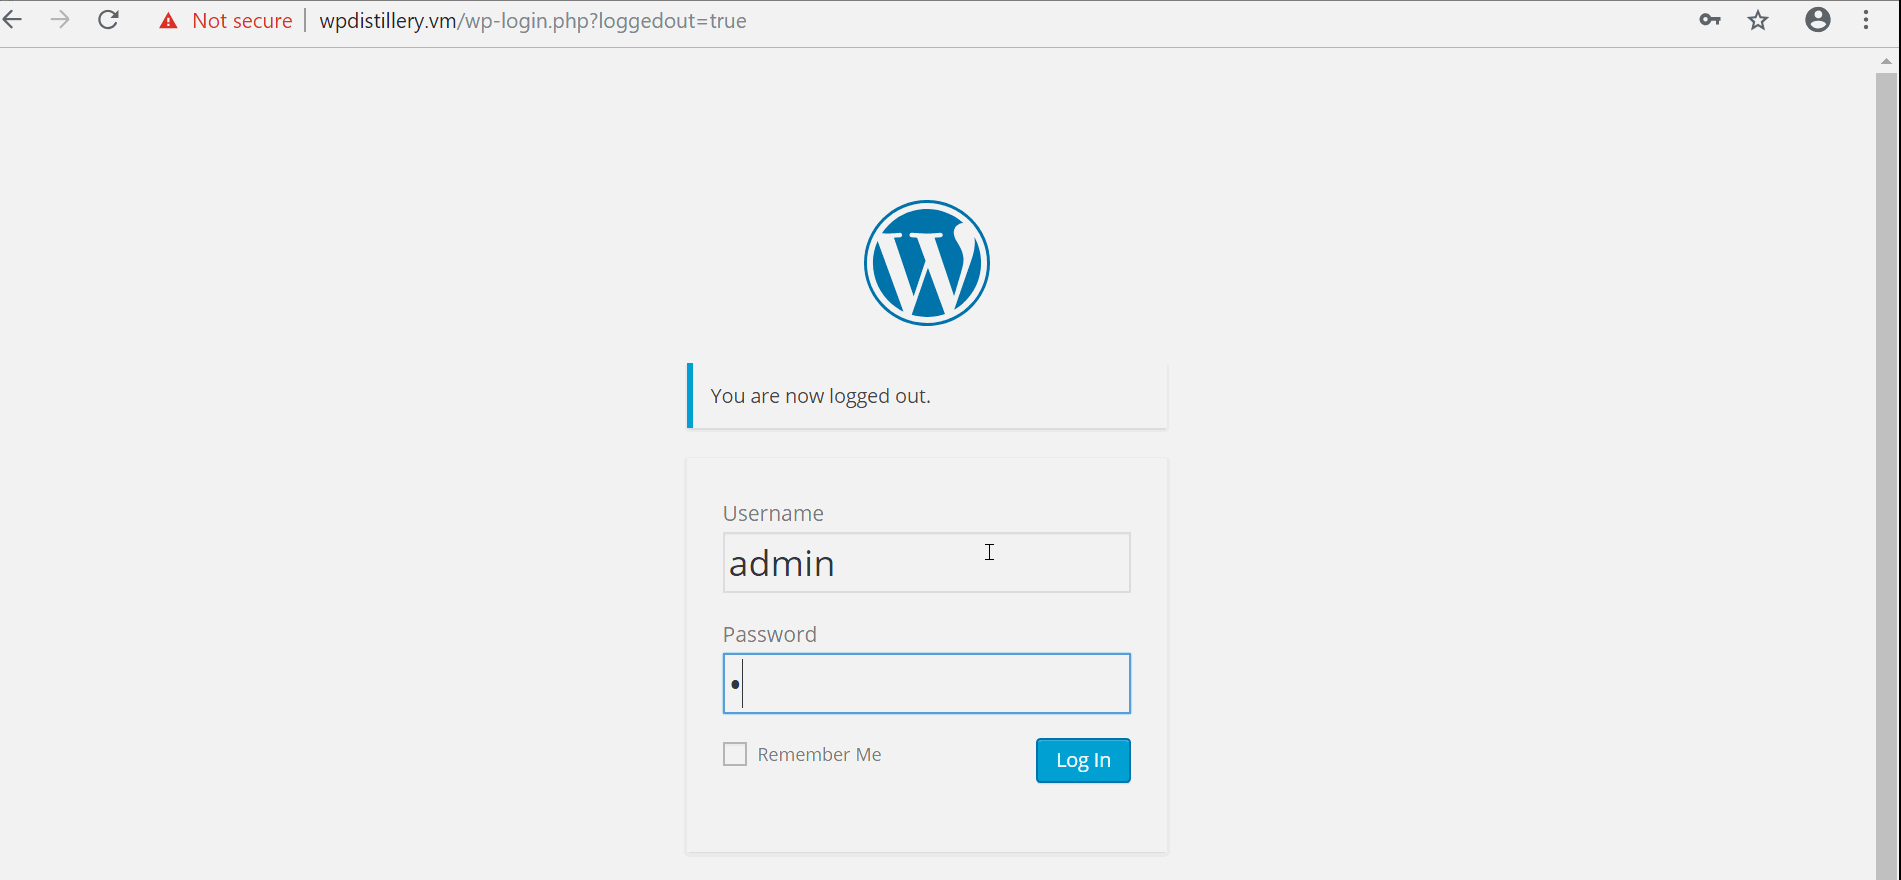 Not secure | wpdistillery.vm/wp-login.php?loggedout=true
You are now logged out.
Username
admin
Password
•
Remember Me
Log In